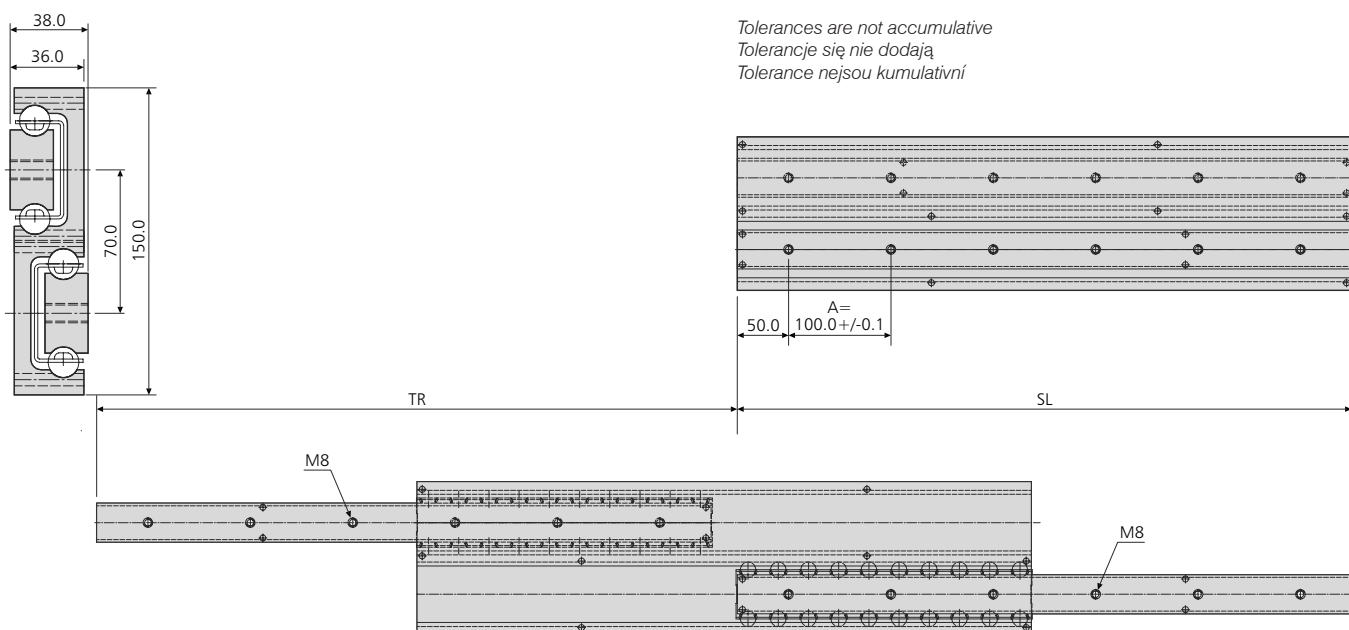 38.0
36.0
Tolerances are not accumulative
Tolerancje się nie dodają
Tolerance nejsou kumulativní
70.0
150.0
A=
50.0
100.0+/-0.1
TR
SL
M8
M8